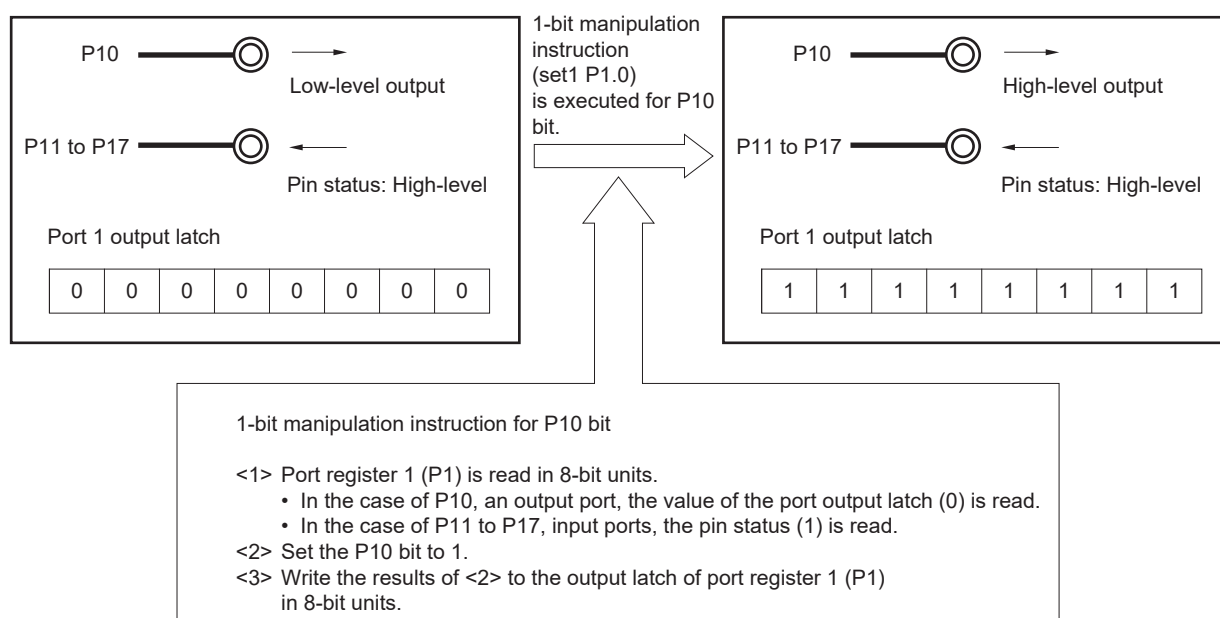 P10
Low-level output
P11 to P17
Pin status: High-level
Port 1 output latch
0 0 0 0 0 0 0 0
1-bit manipulation
instruction
(set1 P1.0)
is executed for P10
bit.
P10
High-level output
P11 to P17
Pin status: High-level
Port 1 output latch
1 1 1 1 1 1 1 1
1-bit manipulation instruction for P10 bit
<1> Port register 1 (P1) is read in 8-bit units.
• In the case of P10, an output port, the value of the port output latch (0) is read.
• In the case of P11 to P17, input ports, the pin status (1) is read.
<2> Set the P10 bit to 1.
<3> Write the results of <2> to the output latch of port register 1 (P1)
in 8-bit units.